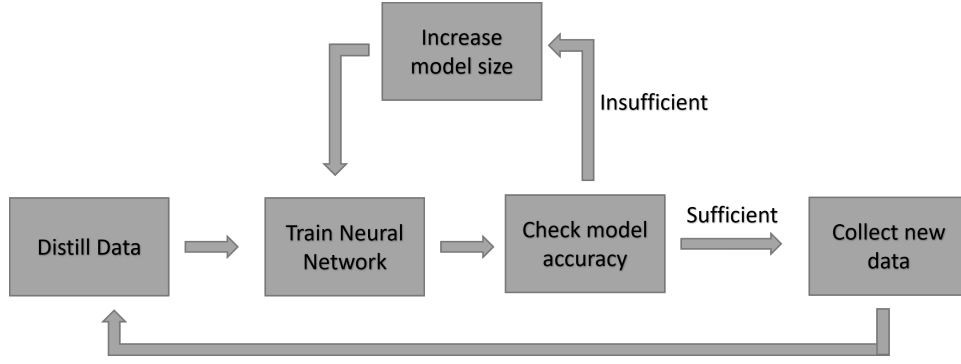 Increase
model size
Insufficient
Sufficient
Distill Data
Train Neural
Network
Check model
accuracy
Collect new
data